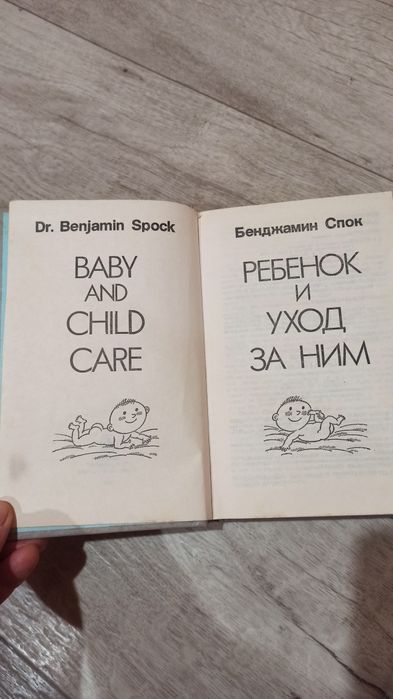 Dr. Benjamin Spock
BABY
AND
CHILD
CARE
Бенджамин Спок
РЕБЕНОК
И
УХОД
ЗА НИМ